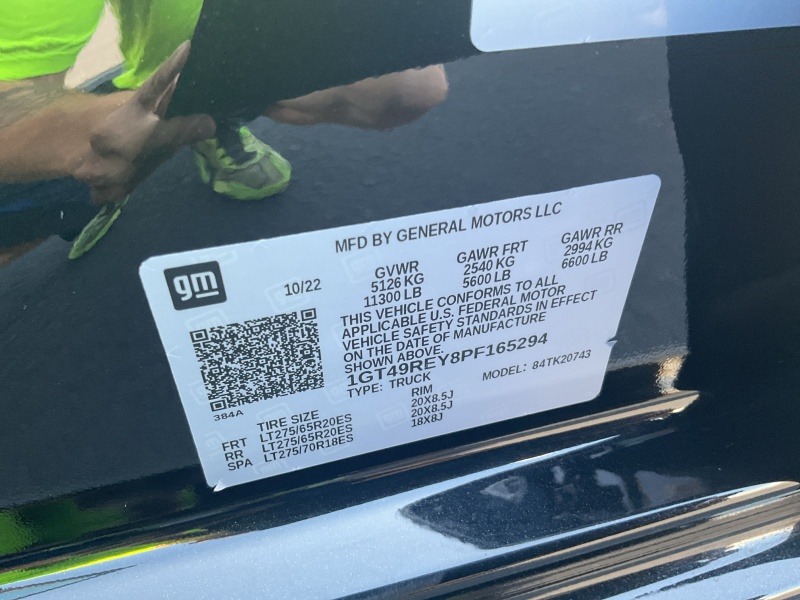 MFD BY GENERAL MOTORS LLC
gm
10/22
GVWR
5126 KG
11300 LB
GAWR FRT
2540 KG
5600 LB
GAWR RR
2994 KG
6600 LB
THIS VEHICLE CONFORMS TO ALL
APPLICABLE U.S. FEDERAL MOTOR
VEHICLE SAFETY STANDARDS IN EFFECT
ON THE DATE OF MANUFACTURE
SHOWN ABOVE.
1GT49REY8PF165294
TYPE: TRUCK
MODEL: 84TK20743
384A
TIRE SIZE RIM
FRT LT275/65R20ES 20X8.5J
RR LT275/65R20ES 20X8.5J
SPA LT275/70R18ES 18X8J